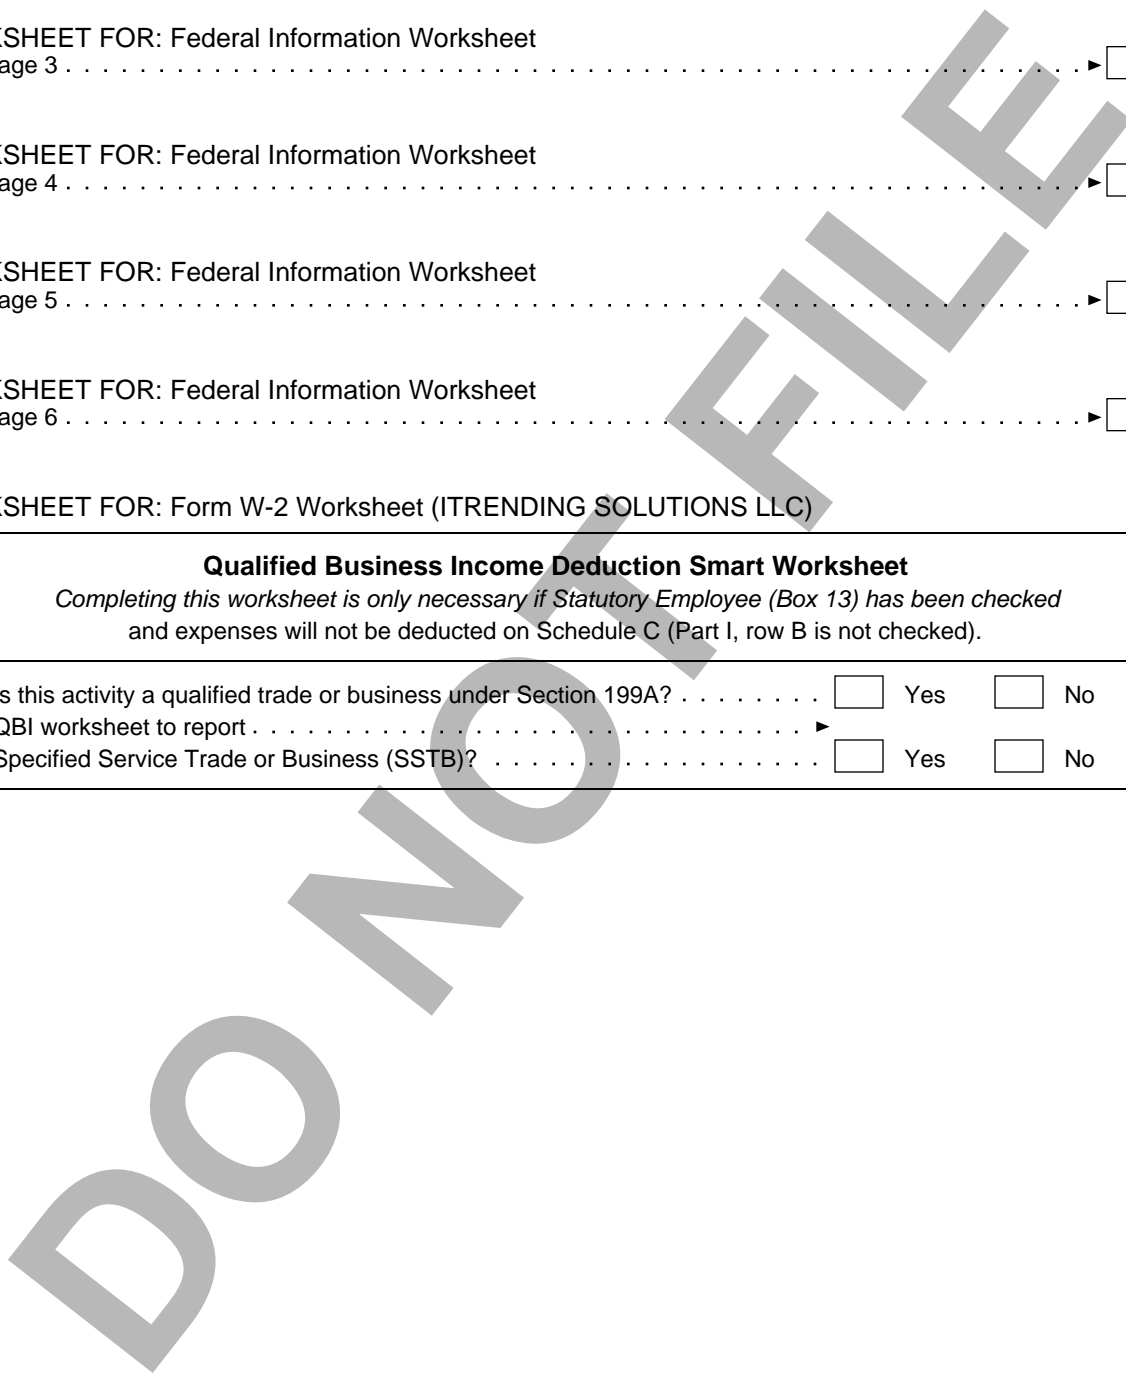 KSHEET FOR: Federal Information Worksheet
age 3 . . . . . . . . . . . . . . . . . . . . . . . . . . . . . . . . . . . . . . . . . . . . . . . . . . . . . . . ►
KSHEET FOR: Federal Information Worksheet
age 4 . . . . . . . . . . . . . . . . . . . . . . . . . . . . . . . . . . . . . . . . . . . . . . . . . . . . . . . ►
KSHEET FOR: Federal Information Worksheet
age 5 . . . . . . . . . . . . . . . . . . . . . . . . . . . . . . . . . . . . . . . . . . . . . . . . . . . . . . . ►
KSHEET FOR: Federal Information Worksheet
age 6 . . . . . . . . . . . . . . . . . . . . . . . . . . . . . . . . . . . . . . . . . . . . . . . . . . . . . . . ►
KSHEET FOR: Form W-2 Worksheet (ITRENDING SOLUTIONS LLC)
Qualified Business Income Deduction Smart Worksheet
Completing this worksheet is only necessary if Statutory Employee (Box 13) has been checked
and expenses will not be deducted on Schedule C (Part I, row B is not checked).
s this activity a qualified trade or business under Section 199A? . . . . . . . . Yes No
QBI worksheet to report . . . . . . . . . . . . . . . . . . . . . . . . . . . . . . ►
Specified Service Trade or Business (SSTB)? . . . . . . . . . . . . . . . . . . Yes No
DO NOT FILE